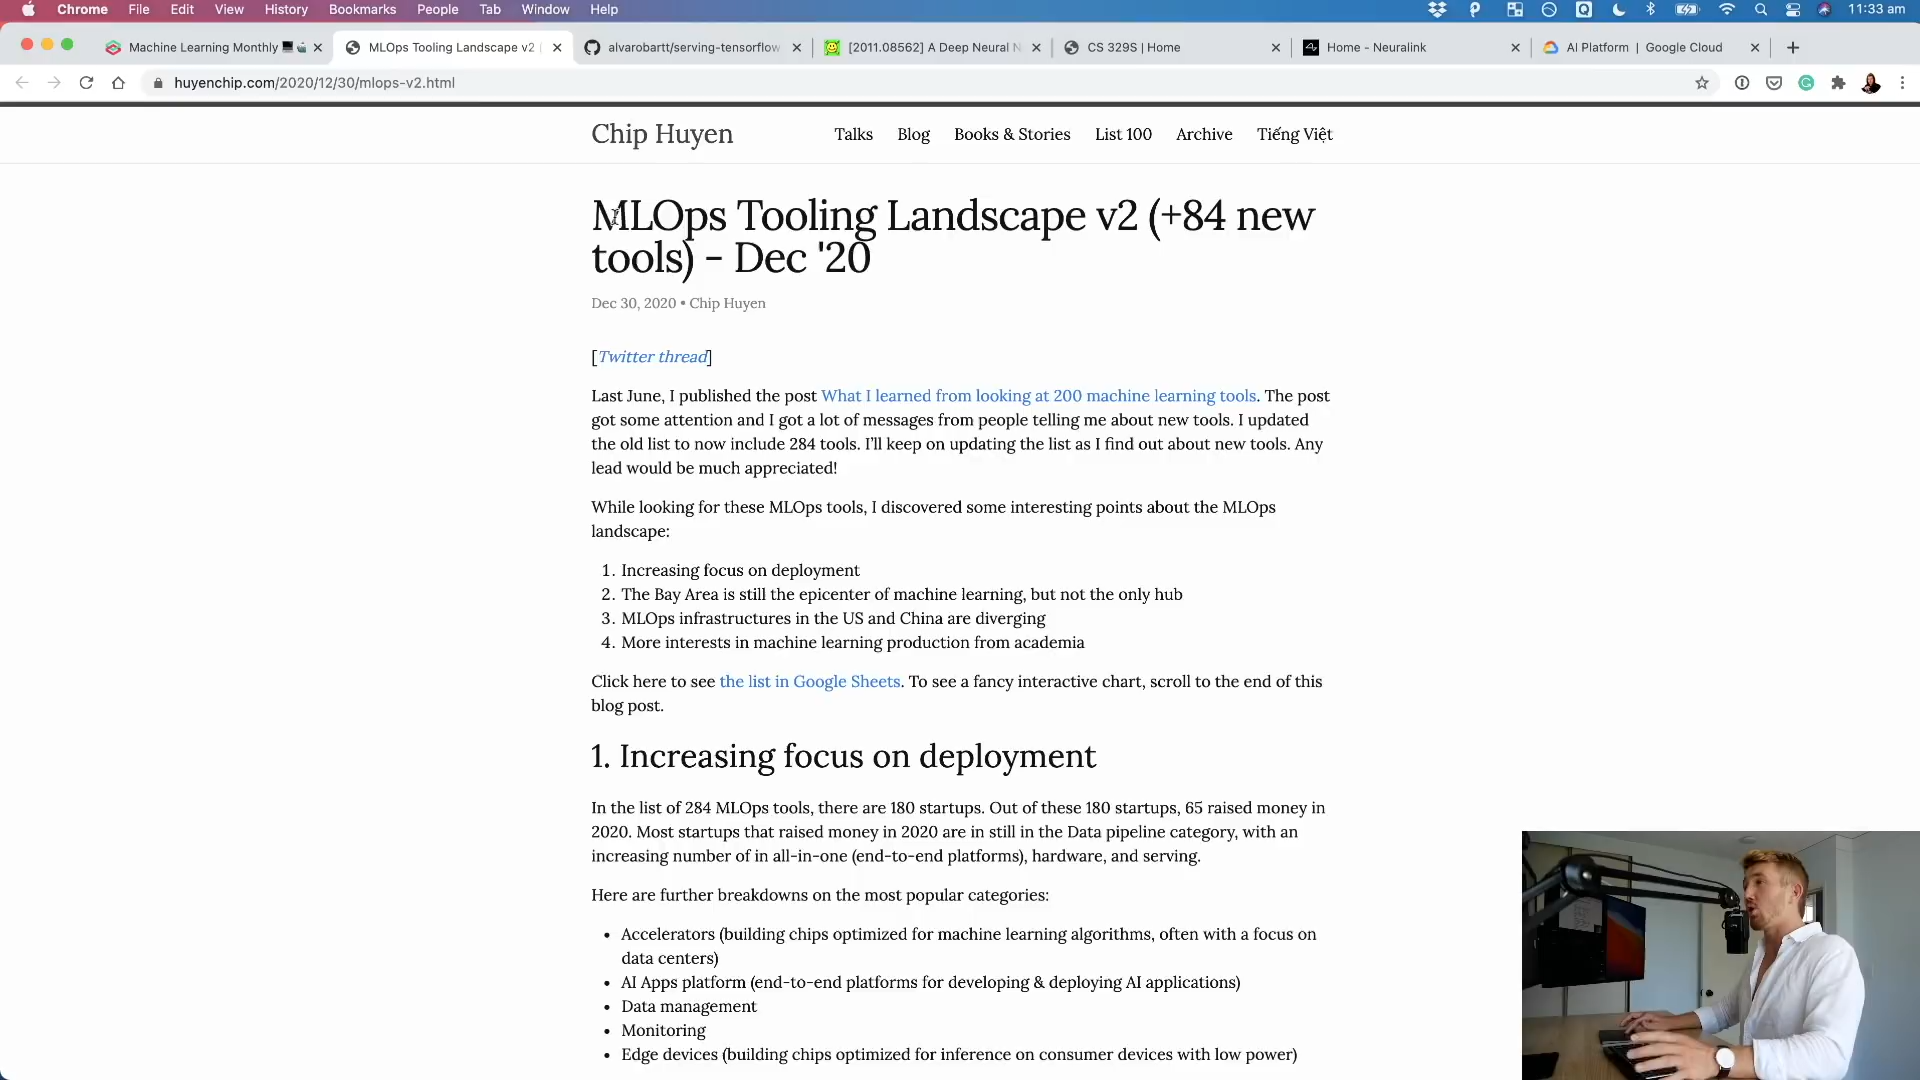 Chrome File Edit View History Bookmarks People Tab Window Help 11:33 am
Machine Learning Monthly MLOps Tooling Landscape v2 alvarobartt/serving-tensorflow [2011.08562] A Deep Neural N CS 329S | Home Home - Neuralink AI Platform | Google Cloud
huyenchip.com/2020/12/30/mlops-v2.html
Chip Huyen Talks Blog Books & Stories List 100 Archive Tiếng Việt
MLOps Tooling Landscape v2 (+84 new
tools) - Dec '20
Dec 30, 2020 • Chip Huyen
[Twitter thread]
Last June, I published the post What I learned from looking at 200 machine learning tools. The post
got some attention and I got a lot of messages from people telling me about new tools. I updated
the old list to now include 284 tools. I'll keep on updating the list as I find out about new tools. Any
lead would be much appreciated!
While looking for these MLOps tools, I discovered some interesting points about the MLOps
landscape:
1. Increasing focus on deployment
2. The Bay Area is still the epicenter of machine learning, but not the only hub
3. MLOps infrastructures in the US and China are diverging
4. More interests in machine learning production from academia
Click here to see the list in Google Sheets. To see a fancy interactive chart, scroll to the end of this
blog post.
1. Increasing focus on deployment
In the list of 284 MLOps tools, there are 180 startups. Out of these 180 startups, 65 raised money in
2020. Most startups that raised money in 2020 are in still in the Data pipeline category, with an
increasing number of in all-in-one (end-to-end platforms), hardware, and serving.
Here are further breakdowns on the most popular categories:
• Accelerators (building chips optimized for machine learning algorithms, often with a focus on
data centers)
• AI Apps platform (end-to-end platforms for developing & deploying AI applications)
• Data management
• Monitoring
• Edge devices (building chips optimized for inference on consumer devices with low power)